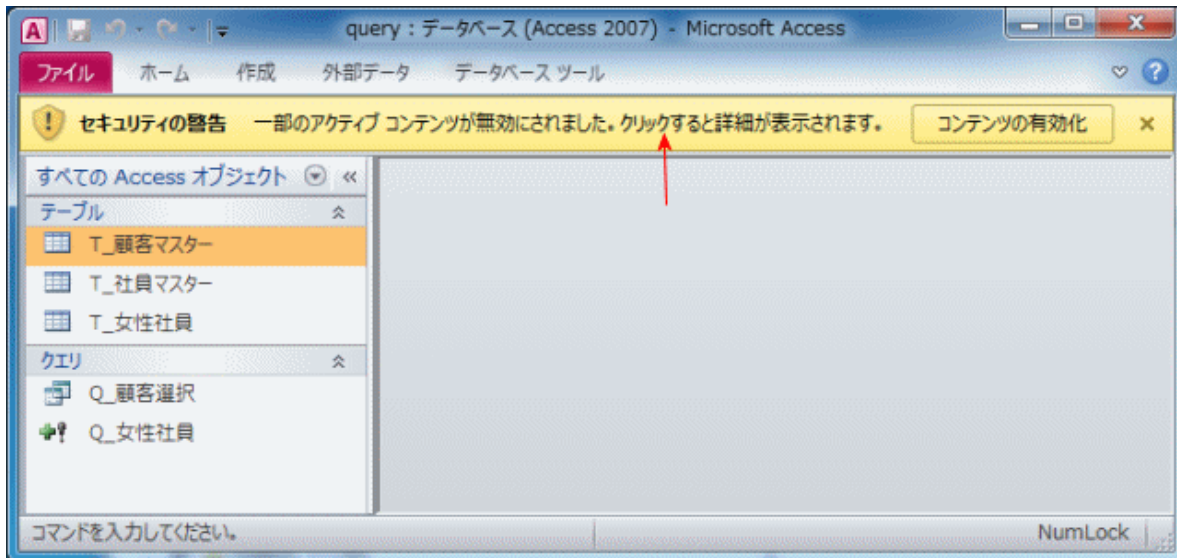 query : データベース (Access 2007) - Microsoft Access
ファイル ホーム 作成 外部データ データベース ツール
セキュリティの警告 一部のアクティブ コンテンツが無効にされました。クリックすると詳細が表示されます。 コンテンツの有効化
すべての Access オブジェクト
テーブル
T_顧客マスター
T_社員マスター
T_女性社員
クエリ
Q_顧客選択
Q_女性社員
コマンドを入力してください。 NumLock